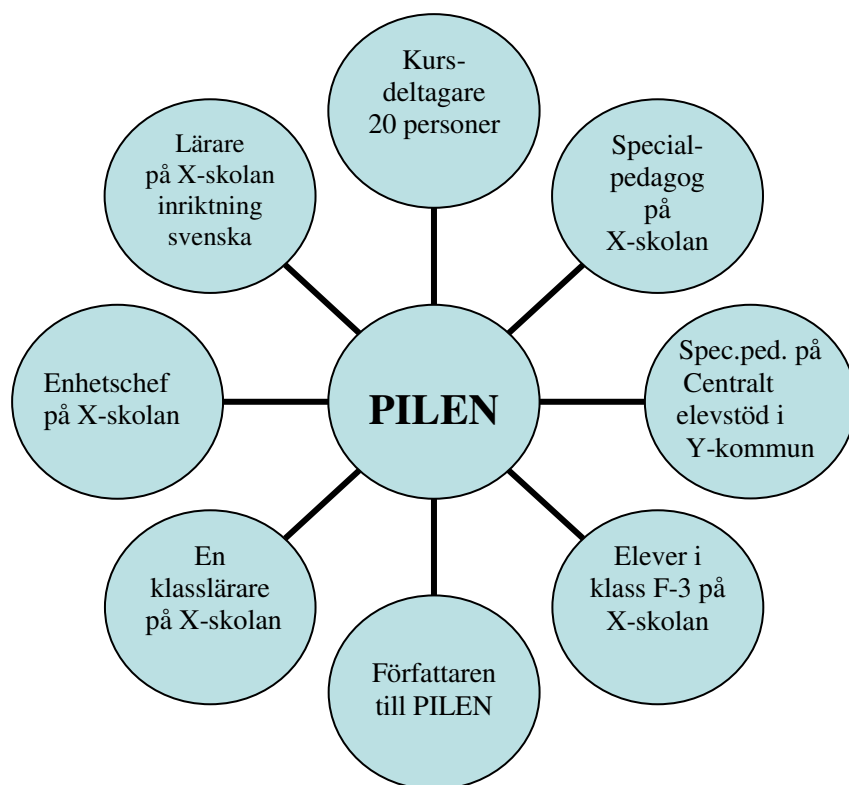 Kurs-
deltagare
20 personer
Special-
pedagog
på
X-skolan
Spec.ped. på
Centralt
elevstöd i
Y-kommun
Elever i
klass F-3 på
X-skolan
Författaren
till PILEN
En
klasslärare
på X-skolan
Enhetschef
på X-skolan
Lärare
på X-skolan
inriktning
svenska
PILEN